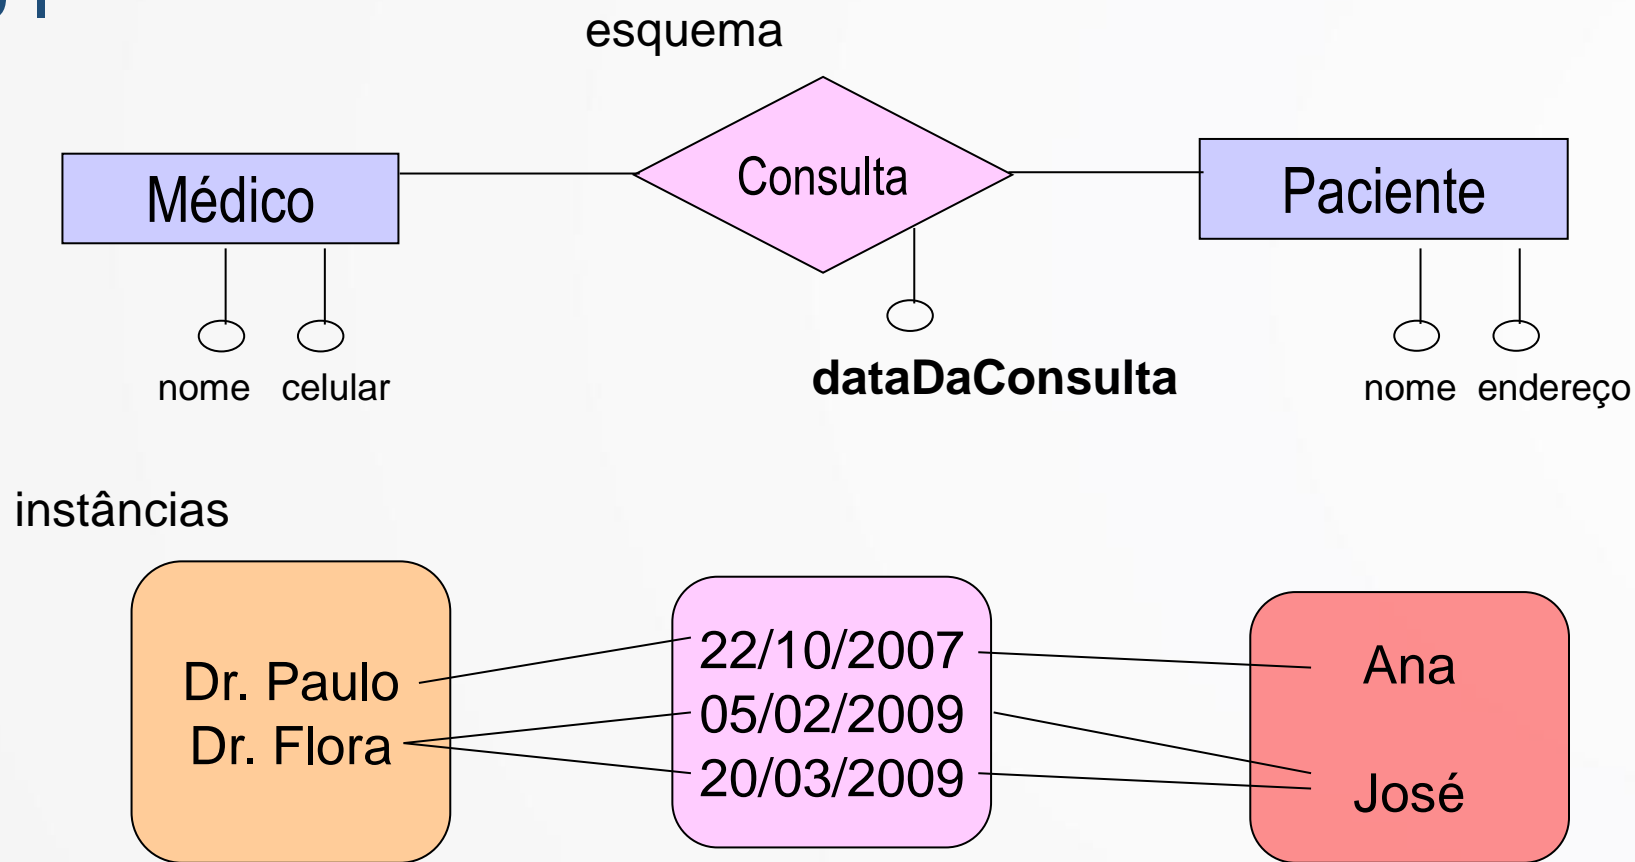 esquema
Médico
Consulta
Paciente
nome celular
dataDaConsulta
nome endereço
instâncias
Dr. Paulo
Dr. Flora
22/10/2007
05/02/2009
20/03/2009
Ana
José